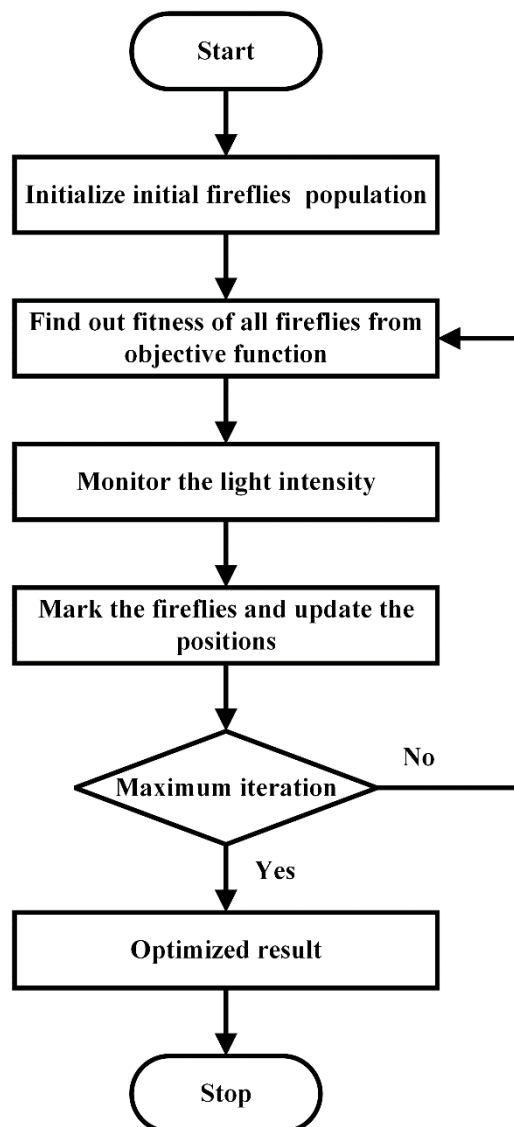 Start
Initialize initial fireflies population
Find out fitness of all fireflies from
objective function
Monitor the light intensity
Mark the fireflies and update the
positions
No
Maximum iteration
Yes
Optimized result
Stop